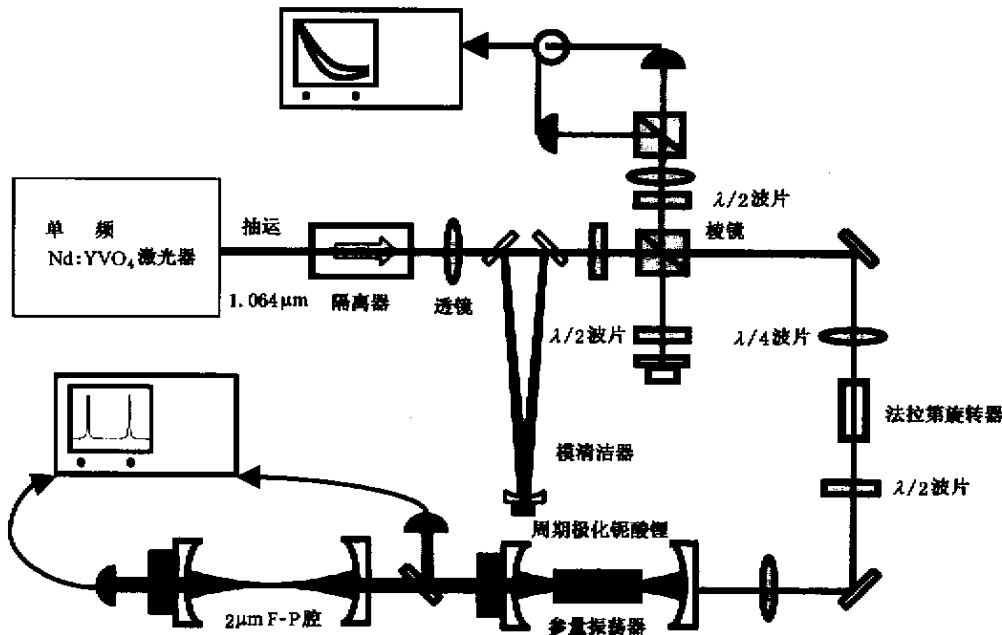 λ/2波片
单 频
Nd:YVO₄激光器
抽运
棱镜
1.064μm
隔离器
透镜
λ/2波片
λ/4波片
法拉第旋转器
模清洁器
λ/2波片
周期极化铌酸锂
2μm F-P腔
参量振荡器